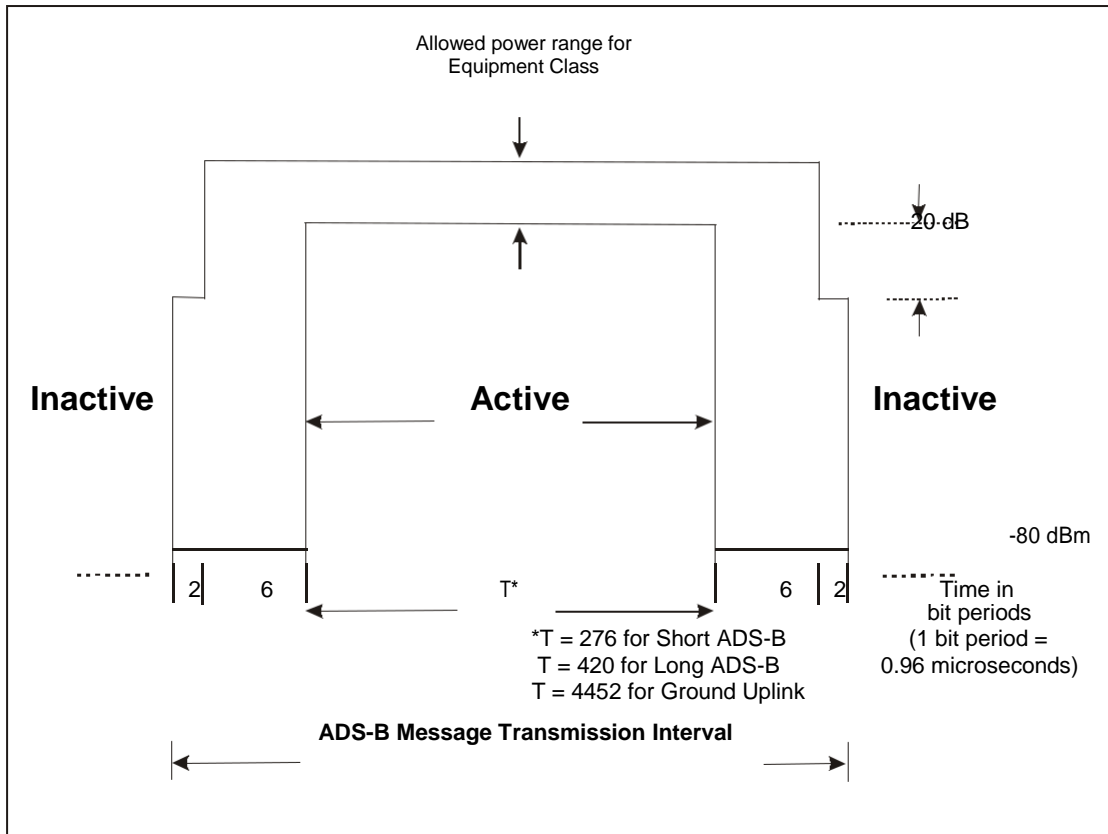 Allowed power range for
Equipment Class
20 dB
Inactive
Active
Inactive
-80 dBm
2
6
T*
6
2
Time in
bit periods
(1 bit period =
0.96 microseconds)
*T = 276 for Short ADS-B
T = 420 for Long ADS-B
T = 4452 for Ground Uplink
ADS-B Message Transmission Interval